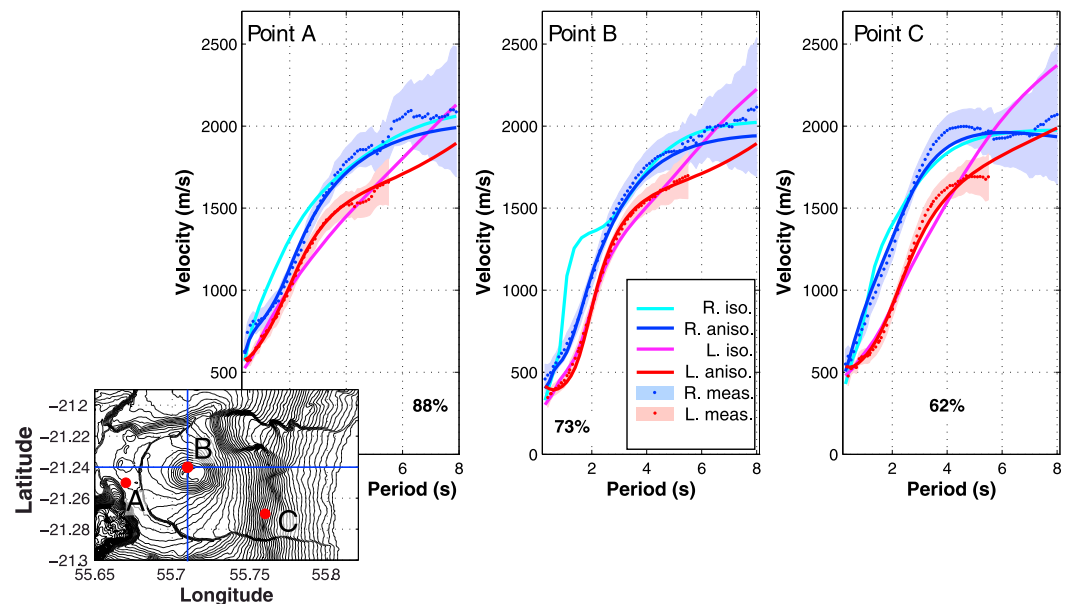 Point A
Point B
Point C
2500
2000
1500
1000
500
Velocity (m/s)
6
8
Period (s)
88%
2500
2000
1500
1000
500
0
Velocity (m/s)
2
4
6
8
Period (s)
73%
R. iso.
R. aniso.
L. iso.
L. aniso.
R. meas.
L. meas.
2500
2000
1500
1000
500
0
Velocity (m/s)
2
4
6
8
Period (s)
62%
−21.2
−21.22
−21.24
−21.26
−21.28
−21.3
Latitude
A
B
C
55.65
55.7
55.75
55.8
Longitude